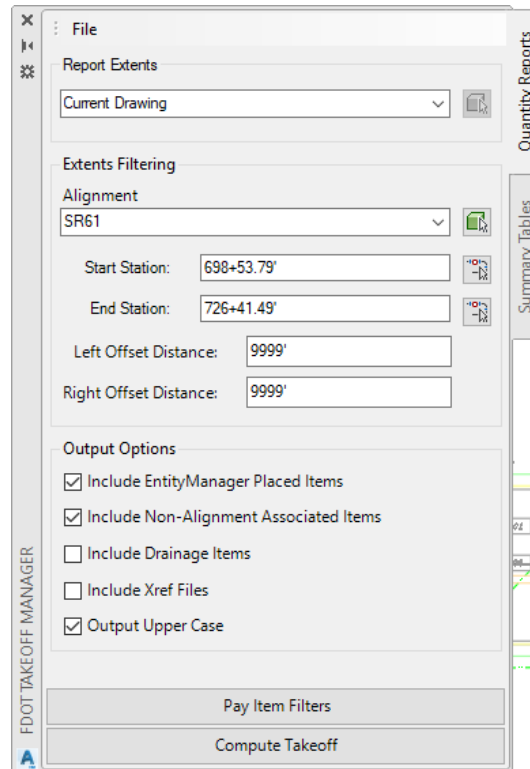 File
Report Extents
Current Drawing
Extents Filtering
Alignment
SR61
Start Station: 698+53.79'
End Station: 726+41.49'
Left Offset Distance: 9999'
Right Offset Distance: 9999'
Output Options
Include EntityManager Placed Items
Include Non-Alignment Associated Items
Include Drainage Items
Include Xref Files
Output Upper Case
Pay Item Filters
Compute Takeoff
FDOT TAKEOFF MANAGER
Quantity Reports
Summary Tables